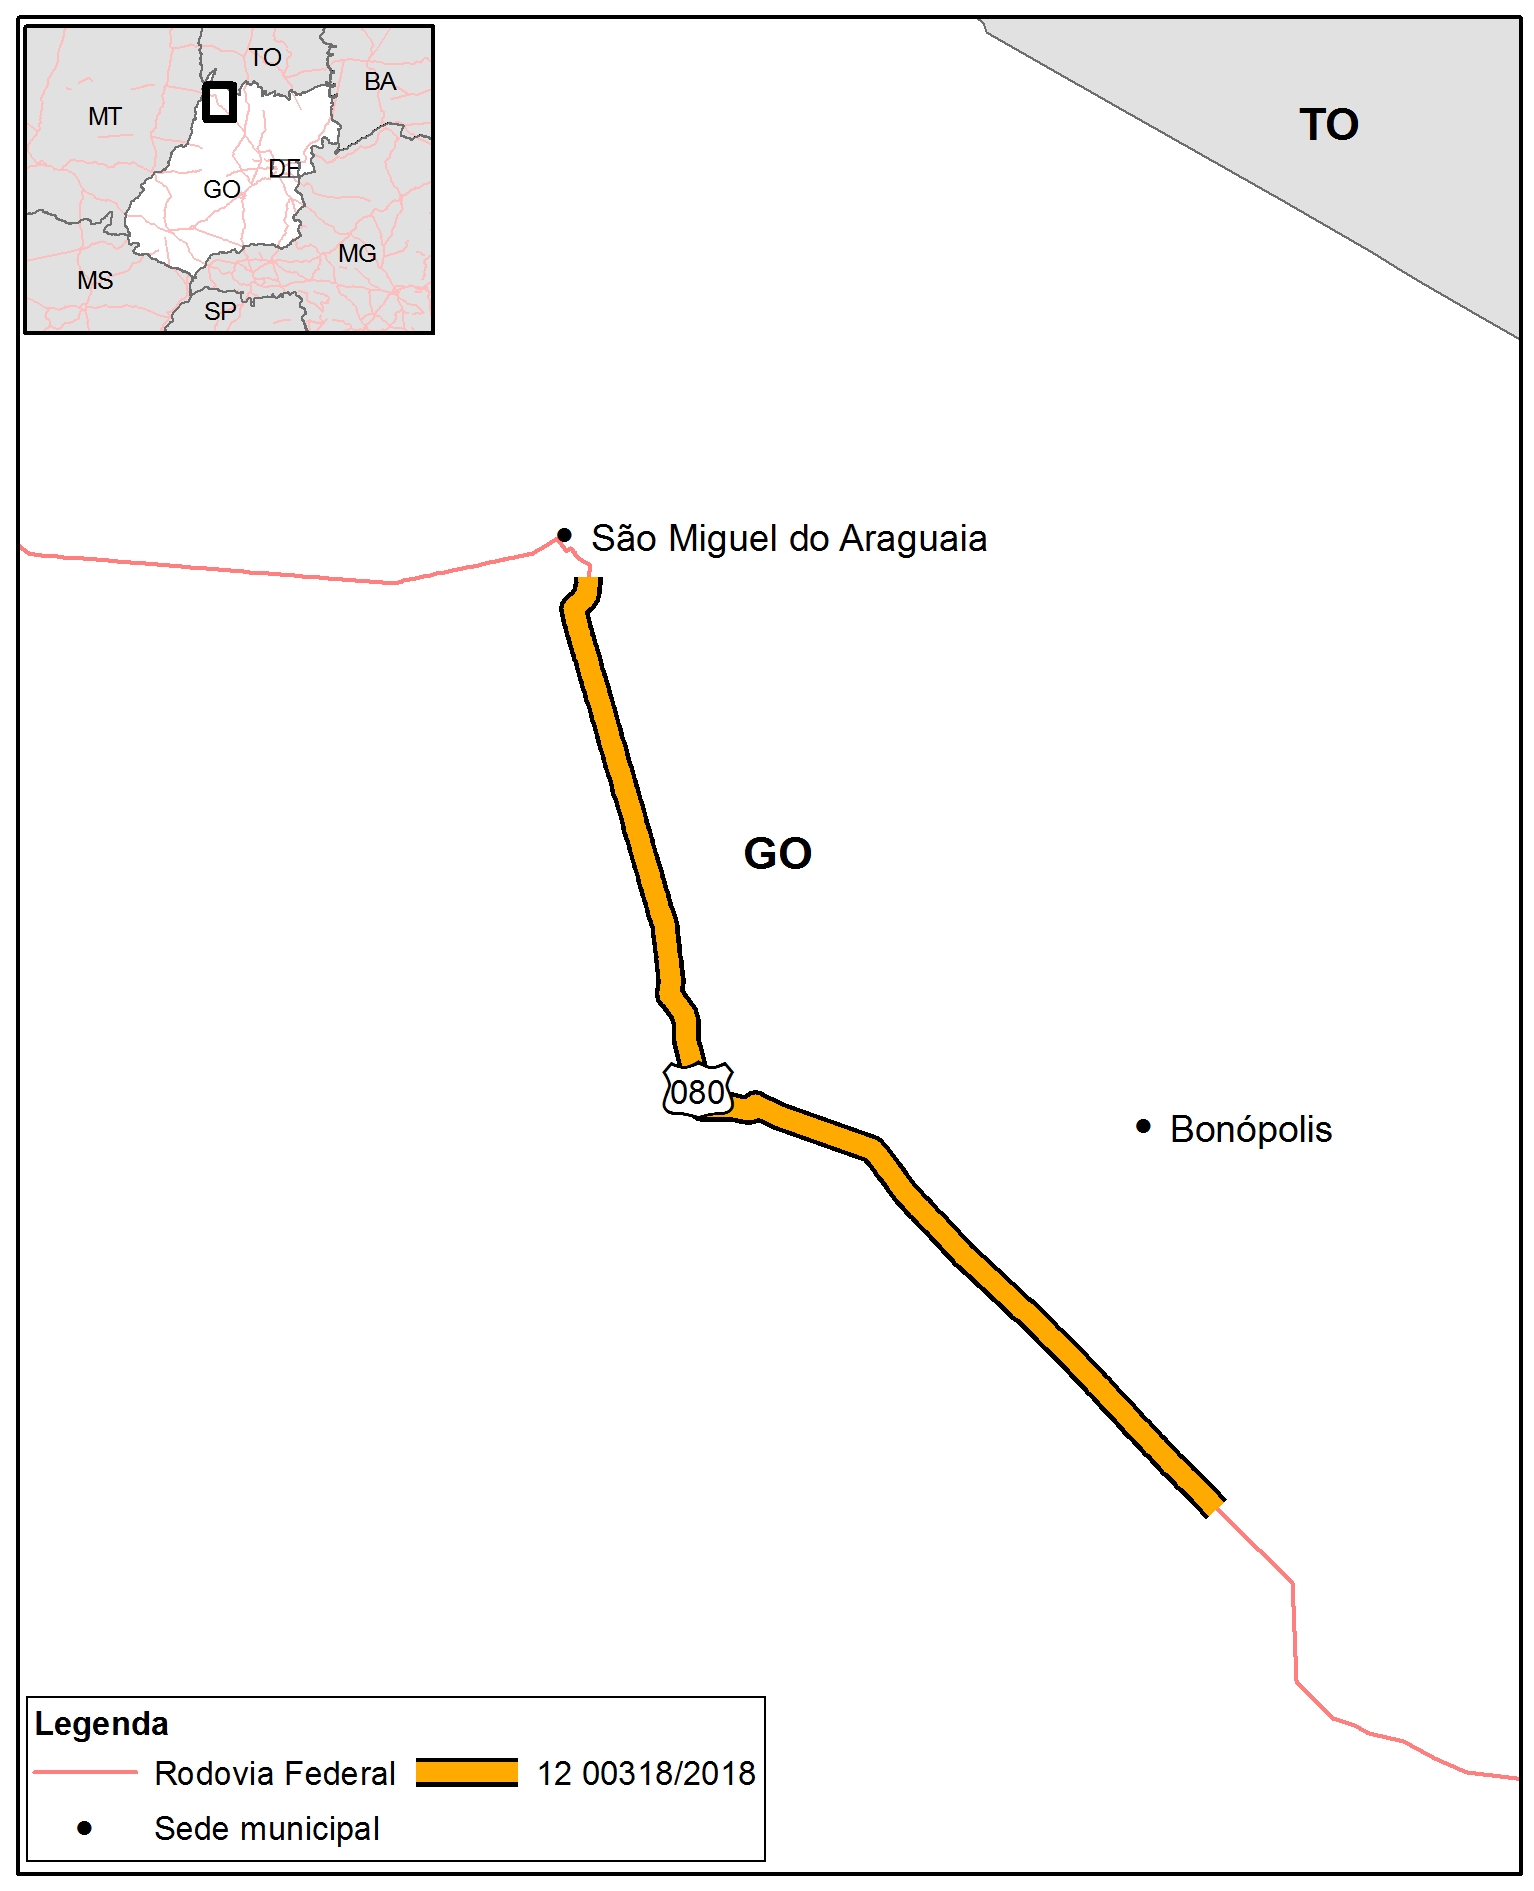 TO
BA
MT
DF
GO
MG
MS
SP
TO
São Miguel do Araguaia
GO
080
Bonópolis
Legenda
Rodovia Federal
12 00318/2018
Sede municipal